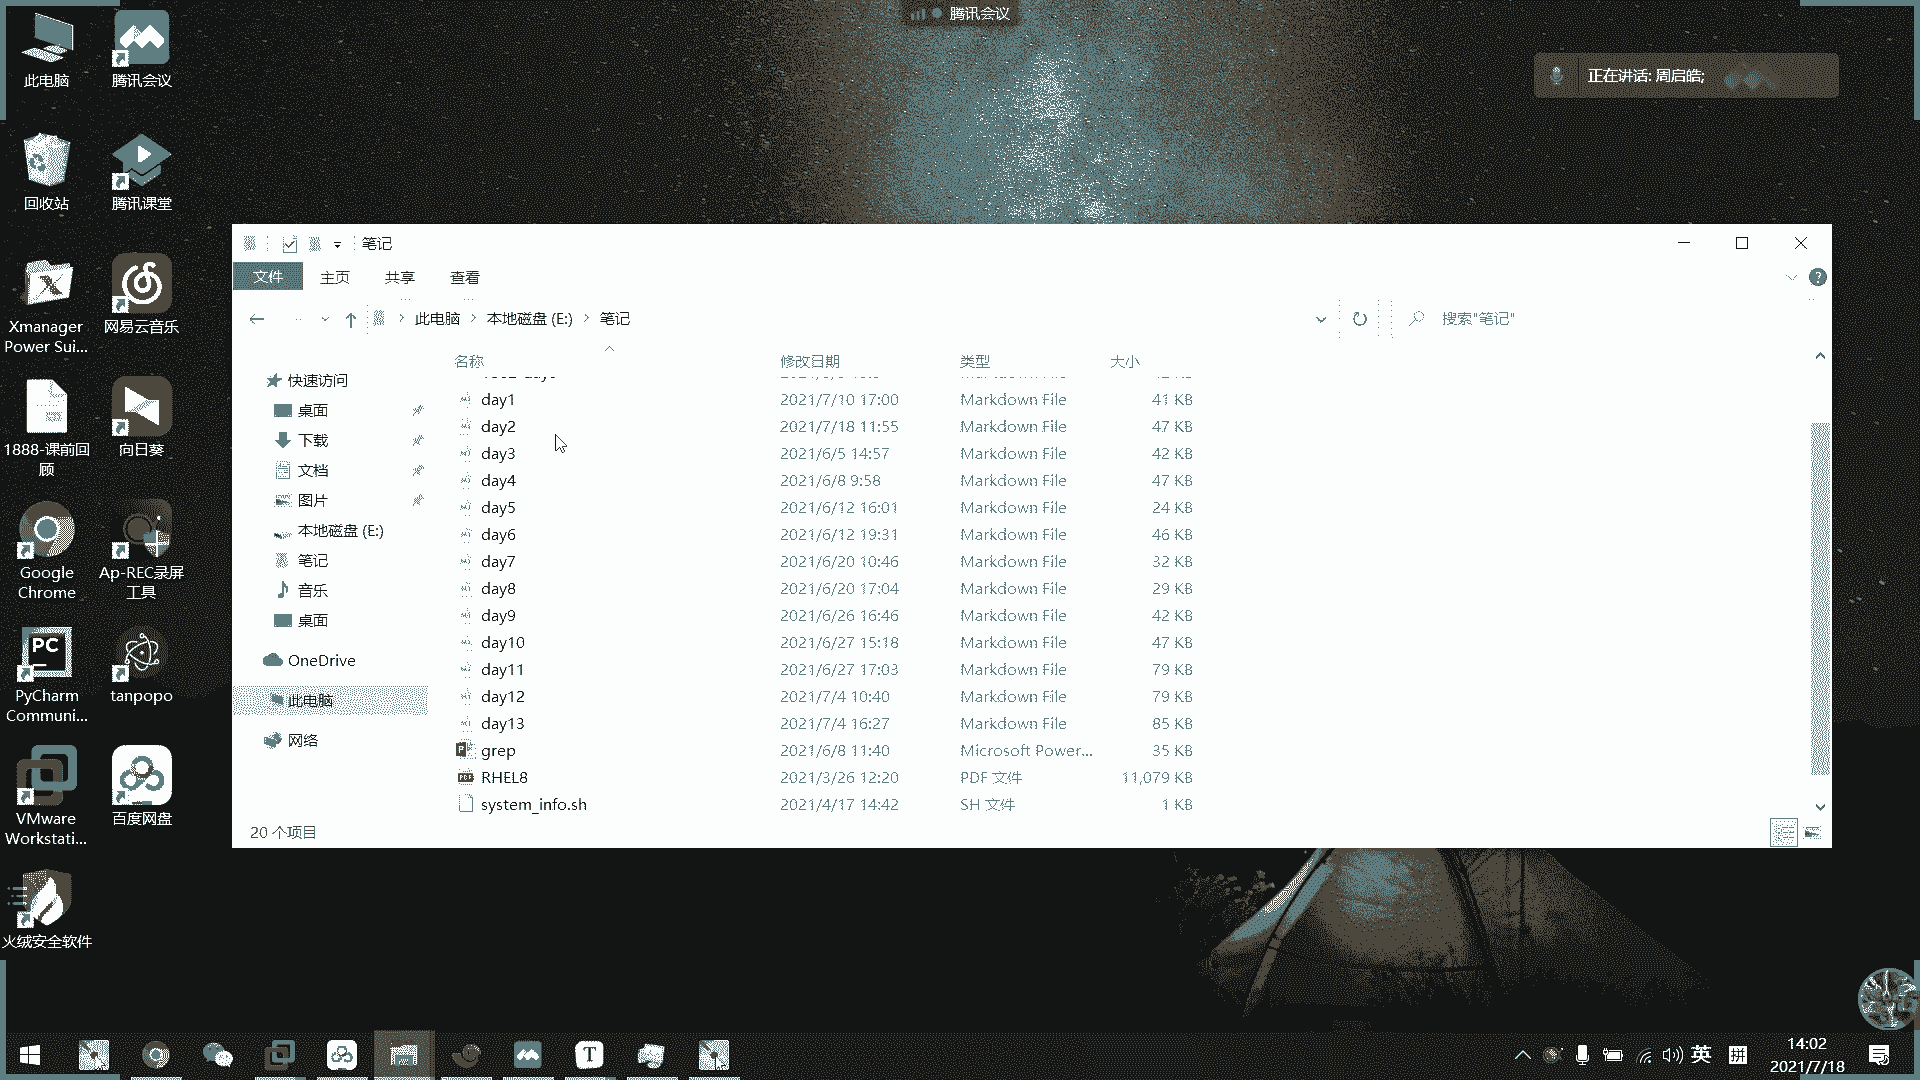 腾讯会议
正在讲话: 周启皓;
此电脑
腾讯会议
回收站
腾讯课堂
Xmanager
Power Sui...
网易云音乐
1888-课前回
顾
向日葵
Google
Chrome
Ap-REC录屏
工具
PyCharm
Communi...
tanpopo
VMware
Workstati...
百度网盘
火绒安全软件
笔记
文件 主页 共享 查看
此电脑 本地磁盘 (E:) 笔记
搜索"笔记"
快速访问
桌面
下载
文档
图片
本地磁盘 (E:)
笔记
音乐
桌面
OneDrive
此电脑
网络
名称 修改日期 类型 大小
day1 2021/7/10 17:00 Markdown File 41 KB
day2 2021/7/18 11:55 Markdown File 47 KB
day3 2021/6/5 14:57 Markdown File 42 KB
day4 2021/6/8 9:58 Markdown File 47 KB
day5 2021/6/12 16:01 Markdown File 24 KB
day6 2021/6/12 19:31 Markdown File 46 KB
day7 2021/6/20 10:46 Markdown File 32 KB
day8 2021/6/20 17:04 Markdown File 29 KB
day9 2021/6/26 16:46 Markdown File 42 KB
day10 2021/6/27 15:18 Markdown File 47 KB
day11 2021/6/27 17:03 Markdown File 79 KB
day12 2021/7/4 10:40 Markdown File 79 KB
day13 2021/7/4 16:27 Markdown File 85 KB
grep 2021/6/8 11:40 Microsoft Power... 35 KB
RHEL8 2021/3/26 12:20 PDF 文件 11,079 KB
system_info.sh 2021/4/17 14:42 SH 文件 1 KB
20 个项目
英
拼
14:02
2021/7/18